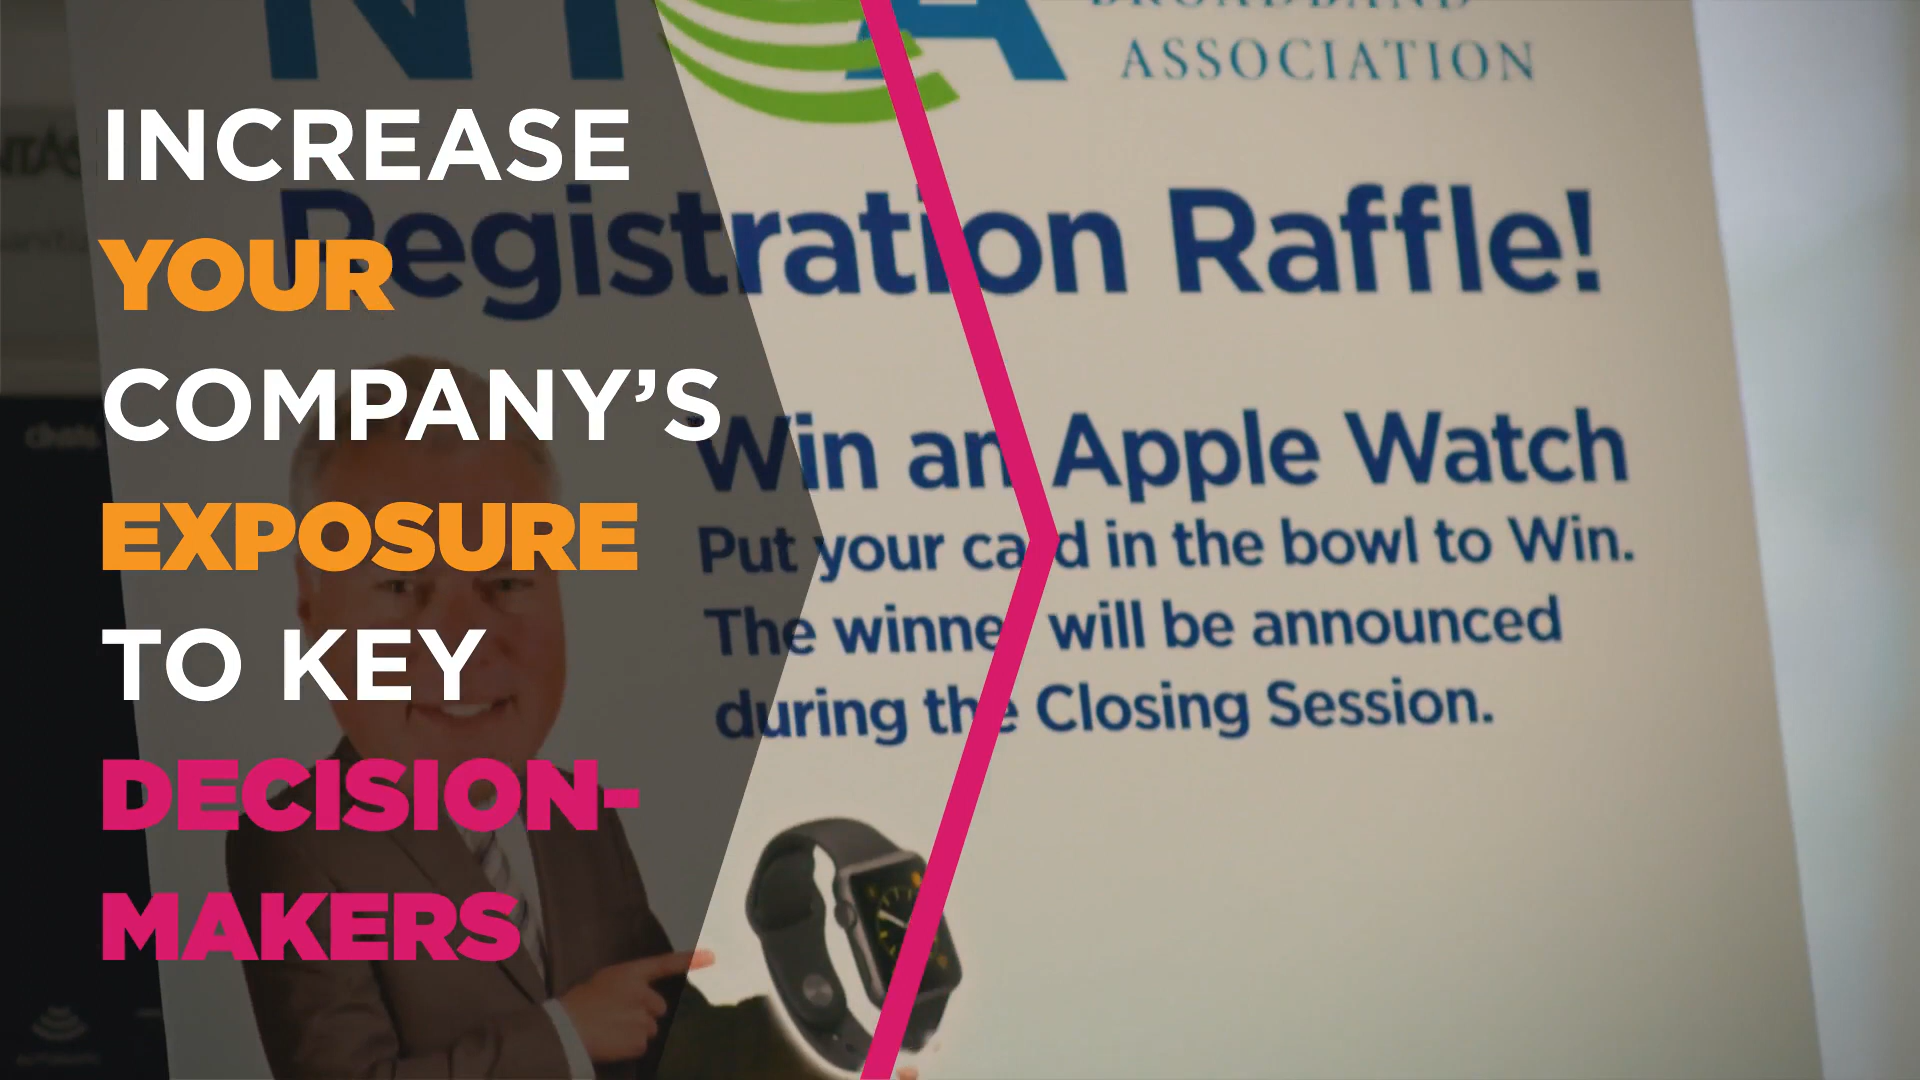 INCREASE
YOUR
COMPANY'S
EXPOSURE
TO KEY
DECISION-
MAKERS
BROADBAND
ASSOCIATION
Registration Raffle!
Win an Apple Watch
Put your card in the bowl to Win.
The winner will be announced
during the Closing Session.